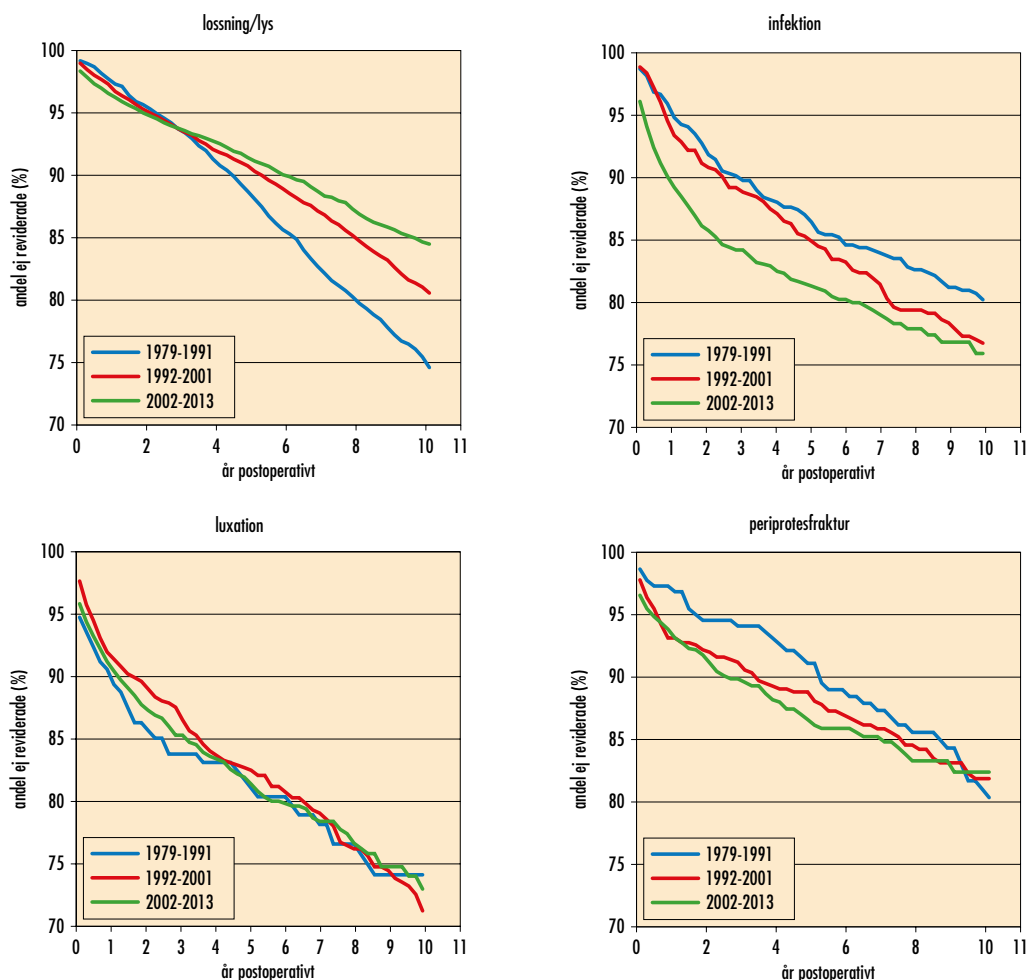 lossning/lys
andel ej reviderade (%)
100
95
90
85
80
75
70
1979-1991
1992-2001
2002-2013
0 2 4 6 8 10 11
år postoperativt
infektion
andel ej reviderade (%)
100
95
90
85
80
75
70
1979-1991
1992-2001
2002-2013
0 1 2 3 4 5 6 7 8 9 10 11
år postoperativt
luxation
andel ej reviderade (%)
100
95
90
85
80
75
70
1979-1991
1992-2001
2002-2013
0 1 2 3 4 5 6 7 8 9 10 11
år postoperativt
periprotesfraktur
andel ej reviderade (%)
100
95
90
85
80
75
70
1979-1991
1992-2001
2002-2013
0 2 4 6 8 10 11
år postoperativt